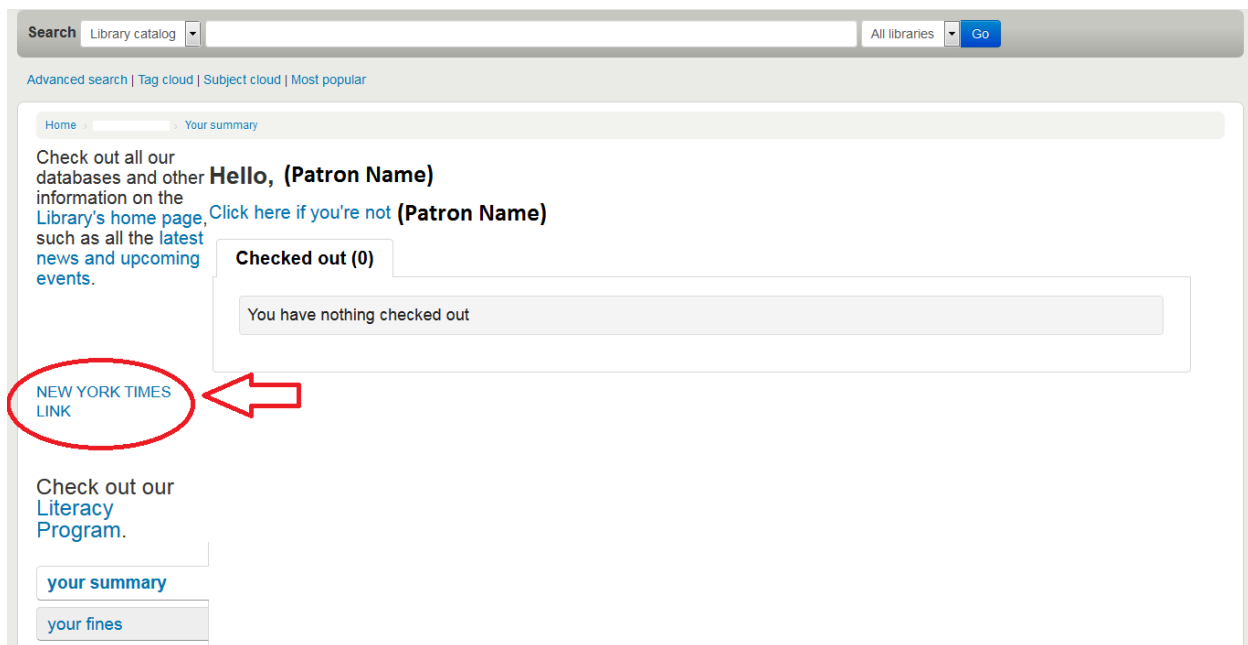 Search Library catalog All libraries Go
Advanced search | Tag cloud | Subject cloud | Most popular
Home › › Your summary
Check out all our
databases and other
information on the
Library's home page,
such as all the latest
news and upcoming
events.
NEW YORK TIMES
LINK
Check out our
Literacy
Program.
your summary
your fines
Hello, (Patron Name)
Click here if you're not (Patron Name)
Checked out (0)
You have nothing checked out